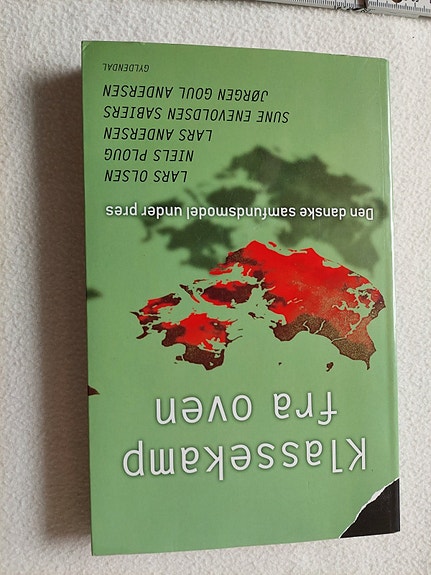 Klassekamp
fra oven
Den danske samfundsmodel under pres
LARS OLSEN
NIELS PLOUG
LARS ANDERSEN
SUNE ENEVOLDSEN SABIERS
JØRGEN GOUL ANDERSEN
GYLDENDAL